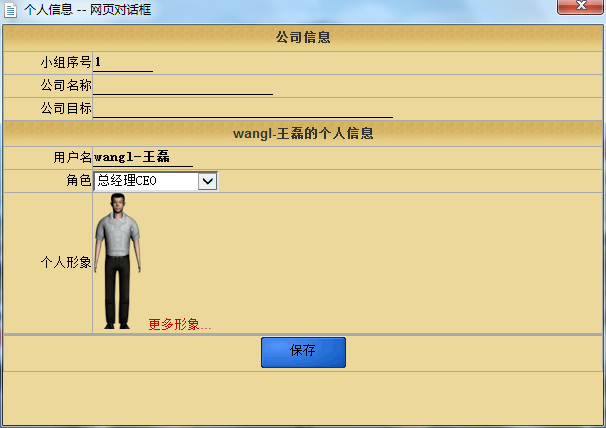 个人信息 -- 网页对话框
公司信息
小组序号 1
公司名称
公司目标
wangl-王磊的个人信息
用户名 wangl-王磊
角色 总经理CEO
个人形象
更多形象...
保存